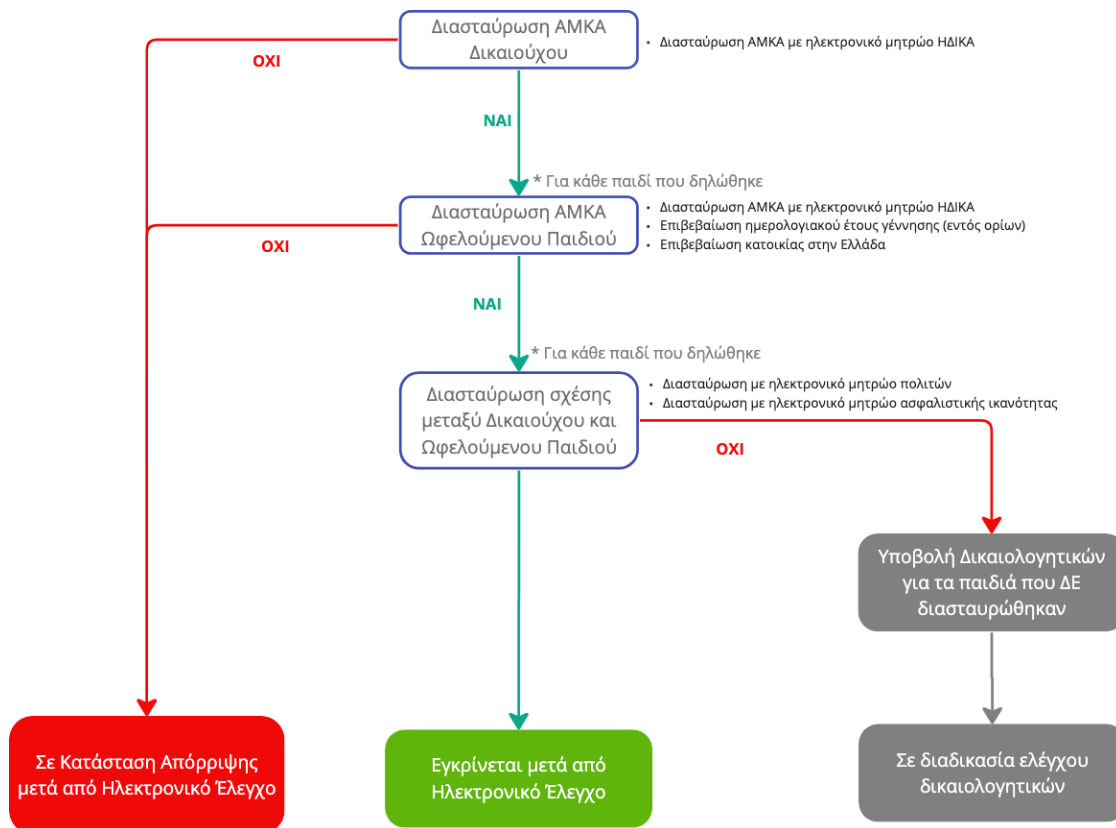 Διασταύρωση ΑΜΚΑ
Δικαιούχου
• Διασταύρωση ΑΜΚΑ με ηλεκτρονικό μητρώο ΗΔΙΚΑ
ΟΧΙ
ΝΑΙ
* Για κάθε παιδί που δηλώθηκε
Διασταύρωση ΑΜΚΑ
Ωφελούμενου Παιδιού
• Διασταύρωση ΑΜΚΑ με ηλεκτρονικό μητρώο ΗΔΙΚΑ
• Επιβεβαίωση ημερολογιακού έτους γέννησης (εντός ορίων)
• Επιβεβαίωση κατοικίας στην Ελλάδα
ΟΧΙ
ΝΑΙ
* Για κάθε παιδί που δηλώθηκε
Διασταύρωση σχέσης
μεταξύ Δικαιούχου και
Ωφελούμενου Παιδιού
• Διασταύρωση με ηλεκτρονικό μητρώο πολιτών
• Διασταύρωση με ηλεκτρονικό μητρώο ασφαλιστικής ικανότητας
ΟΧΙ
Υποβολή Δικαιολογητικών
για τα παιδιά που ΔΕ
διασταυρώθηκαν
Σε Κατάσταση Απόρριψης
μετά από Ηλεκτρονικό Έλεγχο
Εγκρίνεται μετά από
Ηλεκτρονικό Έλεγχο
Σε διαδικασία ελέγχου
δικαιολογητικών